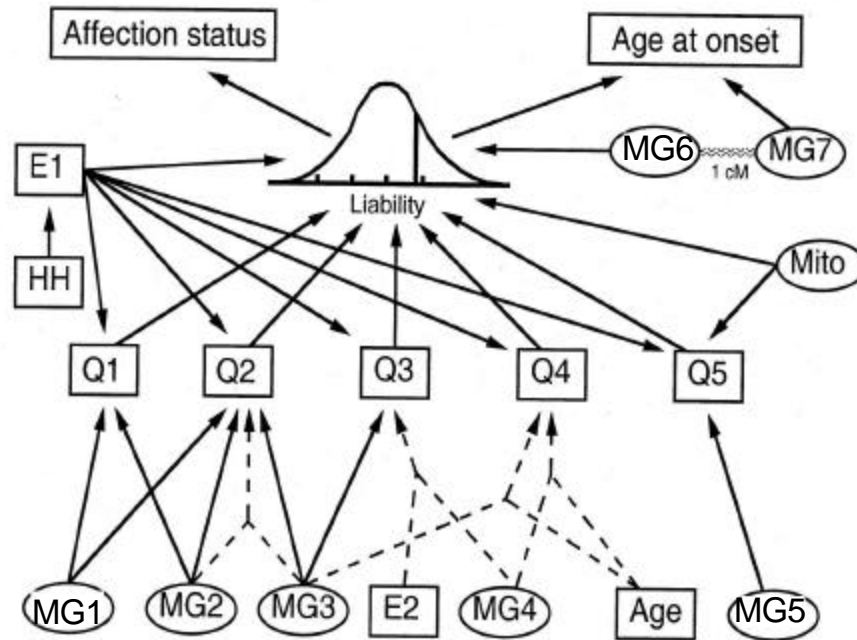 Affection status
Age at onset
E1
MG6
MG7
1 cM
Liability
HH
Mito
Q1
Q2
Q3
Q4
Q5
MG1
MG2
MG3
E2
MG4
Age
MG5